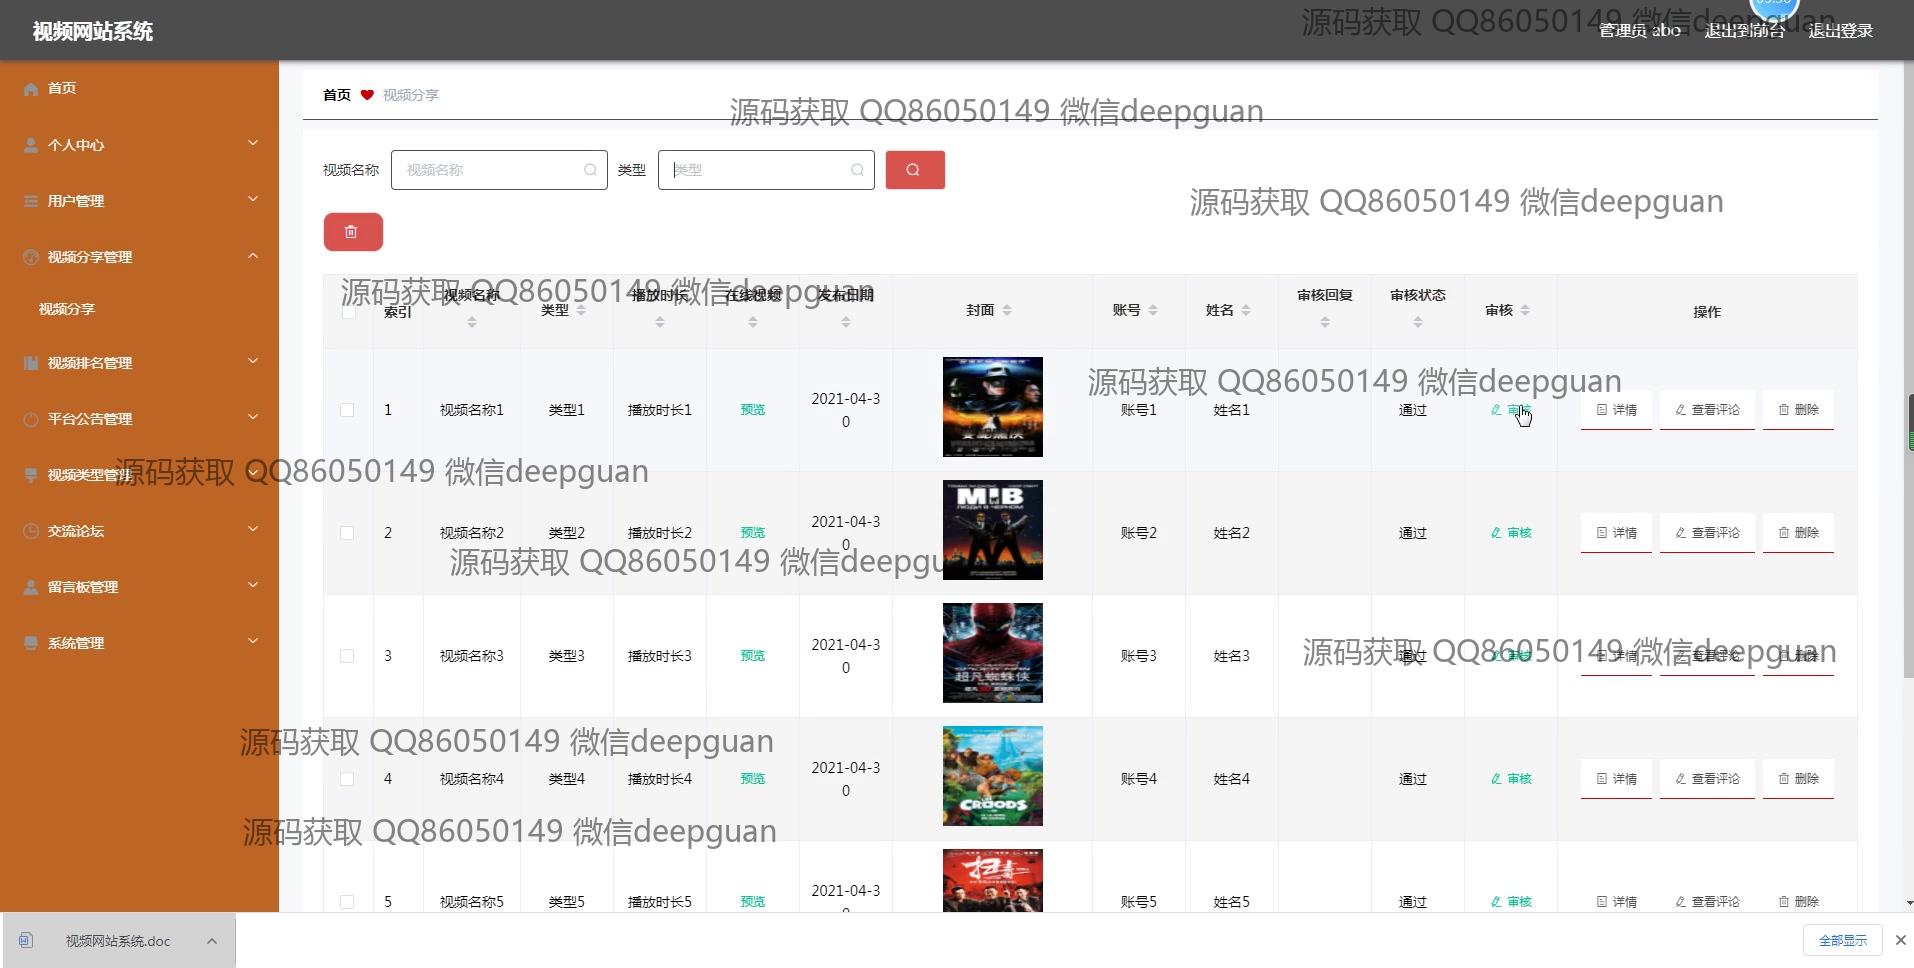 视频网站系统
源码获取 QQ86050149 微信deepguan
管理员 abo 退出到前台 退出登录
首页
个人中心
用户管理
视频分享管理
视频分享
视频排名管理
平台公告管理
视频类型管理
交流论坛
留言板管理
系统管理
首页 视频分享
源码获取 QQ86050149 微信deepguan
视频名称 视频名称 类型 类型
源码获取 QQ86050149 微信deepguan
源码获取 QQ86050149 微信deepguan
索引 视频名称 类型 播放时长 在线视频 发布日期 封面 账号 姓名 审核回复 审核状态 审核 操作
源码获取 QQ86050149 微信deepguan
1 视频名称1 类型1 播放时长1 预览 2021-04-30 账号1 姓名1 通过 审核 详情 查看评论 删除
源码获取 QQ86050149 微信deepguan
MIB
2 视频名称2 类型2 播放时长2 预览 2021-04-30 账号2 姓名2 通过 审核 详情 查看评论 删除
源码获取 QQ86050149 微信deepgu
3 视频名称3 类型3 播放时长3 预览 2021-04-30 账号3 姓名3 通过 审核 详情 查看评论 删除
超凡蜘蛛侠
源码获取 QQ86050149 微信deepguan
源码获取 QQ86050149 微信deepguan
4 视频名称4 类型4 播放时长4 预览 2021-04-30 账号4 姓名4 通过 审核 详情 查看评论 删除
CROODS
源码获取 QQ86050149 微信deepguan
扫毒
5 视频名称5 类型5 播放时长5 预览 2021-04-3 账号5 姓名5 通过 审核 详情 查看评论 删除
视频网站系统.doc
全部显示